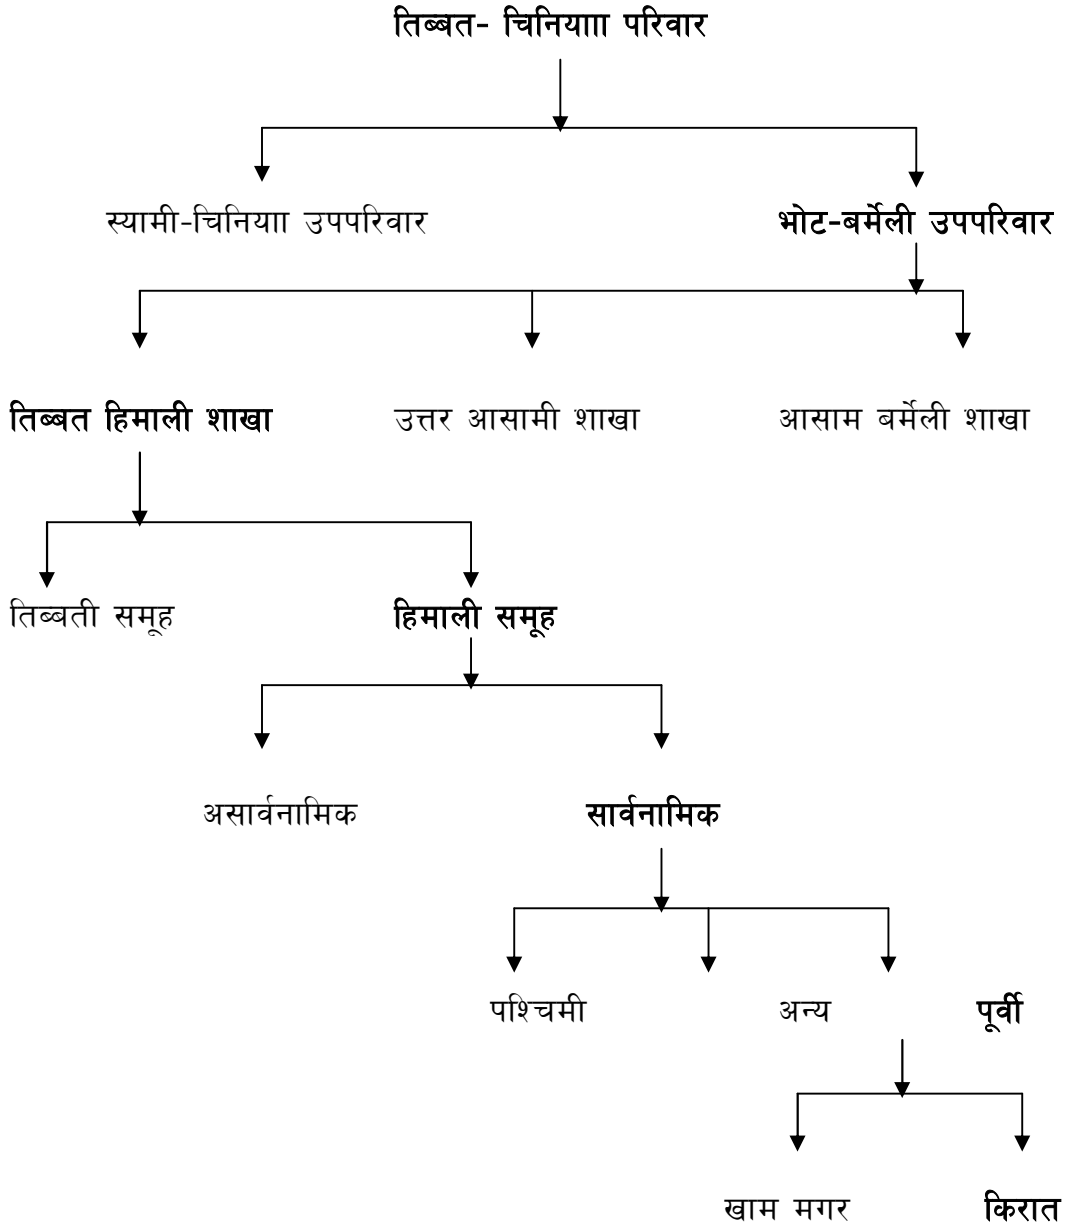 तिब्बत- चिनियााा परिवार
स्यामी-चिनियाा उपपरिवार भोट-बर्मेली उपपरिवार
तिब्बत हिमाली शाखा उत्तर आसामी शाखा आसाम बर्मेली शाखा
तिब्बती समूह हिमाली समूह
असार्वनामिक सार्वनामिक
पश्चिमी अन्य पूर्वी
खाम मगर किरात